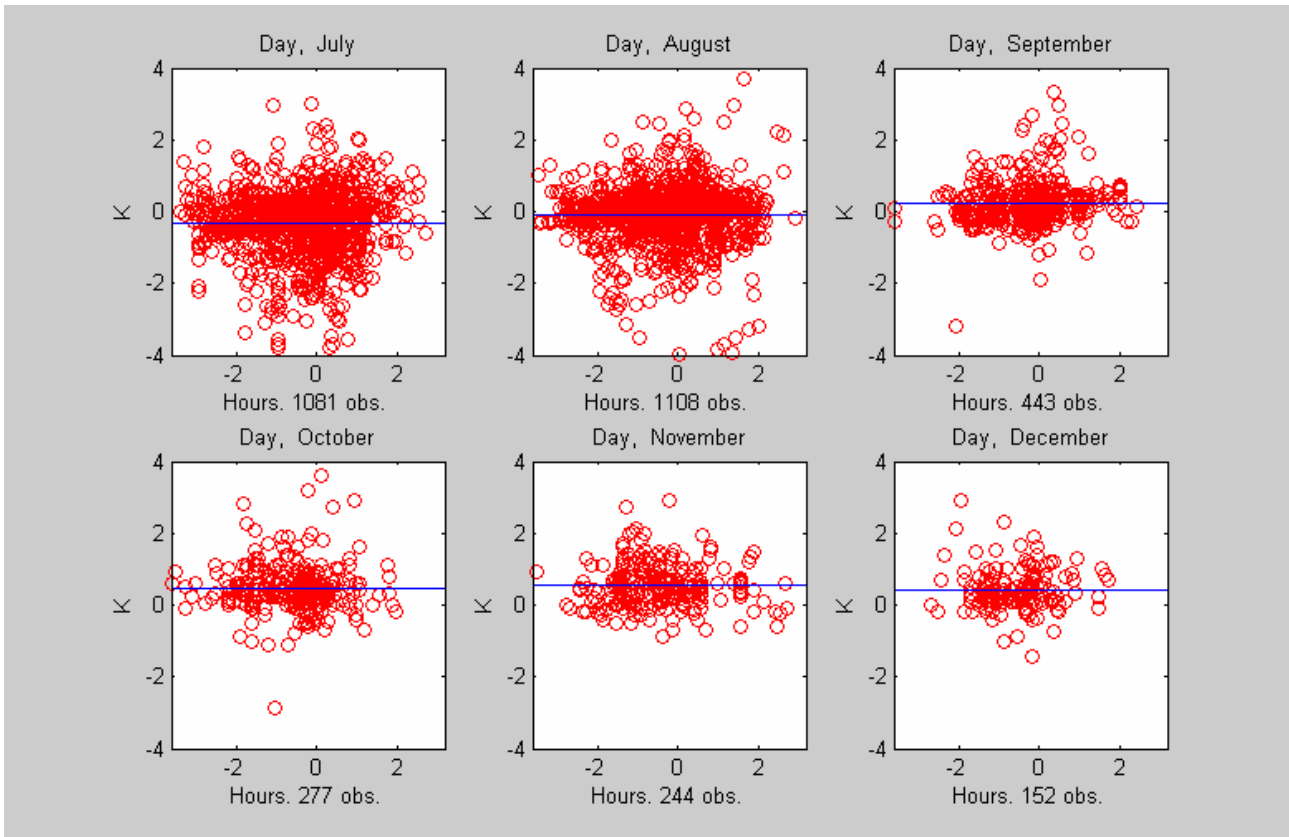 Day, July
4
2
0
-2
-4
K
-2 0 2
Hours. 1081 obs.
Day, August
4
2
0
-2
-4
K
-2 0 2
Hours. 1108 obs.
Day, September
4
2
0
-2
-4
K
-2 0 2
Hours. 443 obs.
Day, October
4
2
0
-2
-4
K
-2 0 2
Hours. 277 obs.
Day, November
4
2
0
-2
-4
K
-2 0 2
Hours. 244 obs.
Day, December
4
2
0
-2
-4
K
-2 0 2
Hours. 152 obs.